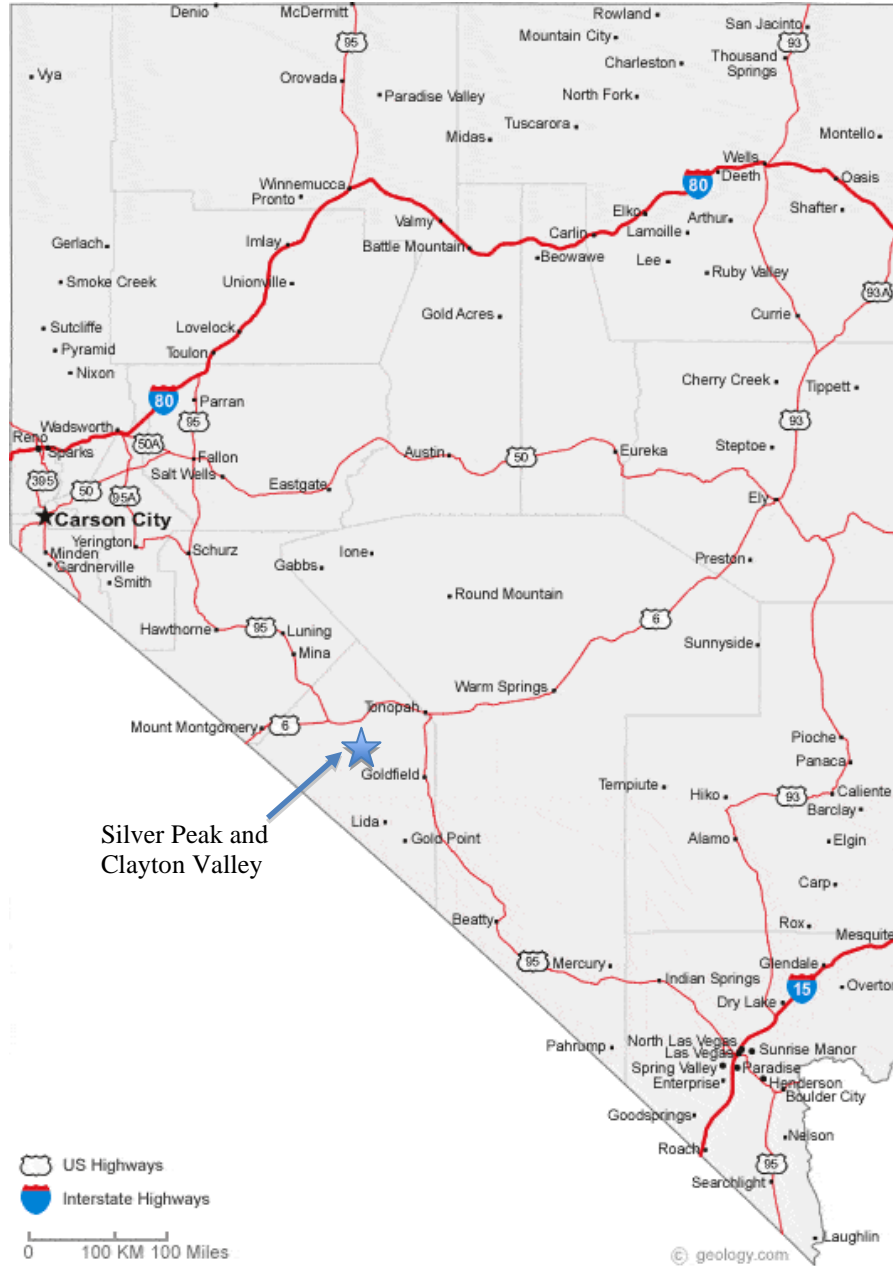 Denio
McDermitt
Rowland
San Jacinto
95
Mountain City
93
Vya
Orovada
Charleston
Thousand
Springs
Paradise Valley
North Fork
Tuscarora
Midas
Montello
Wells
Winnemucca
Pronto
80
Deeth
Oasis
Valmy
Elko
Arthur
Shafter
Gerlach
Imlay
Battle Mountain
Carlin
Lamoille
Beowawe
Lee
Ruby Valley
Smoke Creek
Unionville
93A
Sutcliffe
Lovelock
Gold Acres
Currie
Pyramid
Toulon
Nixon
Cherry Creek
Tippett
80
Parran
Wadsworth
95
93
Reno
Sparks
50A
Fallon
Austin
50
Eureka
Steptoe
395
50
95A
Salt Wells
Eastgate
Ely
Carson City
Yerington
Schurz
Ione
Minden
Gardnerville
Gabbs
Preston
Smith
Round Mountain
Hawthorne
95
Luning
6
Sunnyside
Mina
Warm Springs
Tonopah
Mount Montgomery
6
Pioche
Panaca
Goldfield
Tempiute
Hiko
93
Caliente
Barclay
Silver Peak and
Clayton Valley
Lida
Gold Point
Alamo
Elgin
Carp
Beatty
Rox
Mesquite
95
Mercury
Glendale
Indian Springs
15
Overton
Dry Lake
Pahrump
North Las Vegas
Las Vegas
Sunrise Manor
Spring Valley
Paradise
Enterprise
Henderson
Boulder City
Goodsprings
Nelson
Roach
95
Searchlight
US Highways
Interstate Highways
Laughlin
0 100 KM 100 Miles
© geology.com